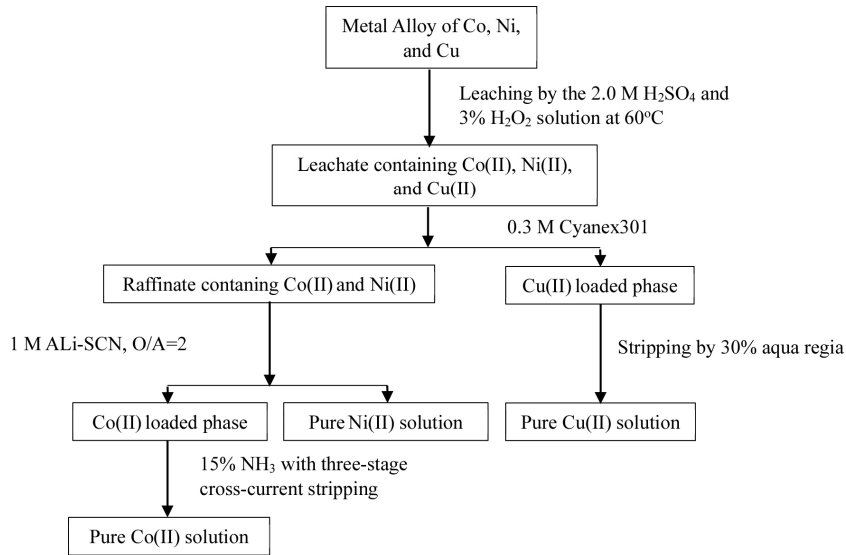 Metal Alloy of Co, Ni,
and Cu
Leaching by the 2.0 M H₂SO₄ and
3% H₂O₂ solution at 60ºC
Leachate containing Co(II), Ni(II),
and Cu(II)
0.3 M Cyanex301
Raffinate contaning Co(II) and Ni(II)
Cu(II) loaded phase
1 M ALi-SCN, O/A=2
Stripping by 30% aqua regia
Co(II) loaded phase
Pure Ni(II) solution
Pure Cu(II) solution
15% NH₃ with three-stage
cross-current stripping
Pure Co(II) solution